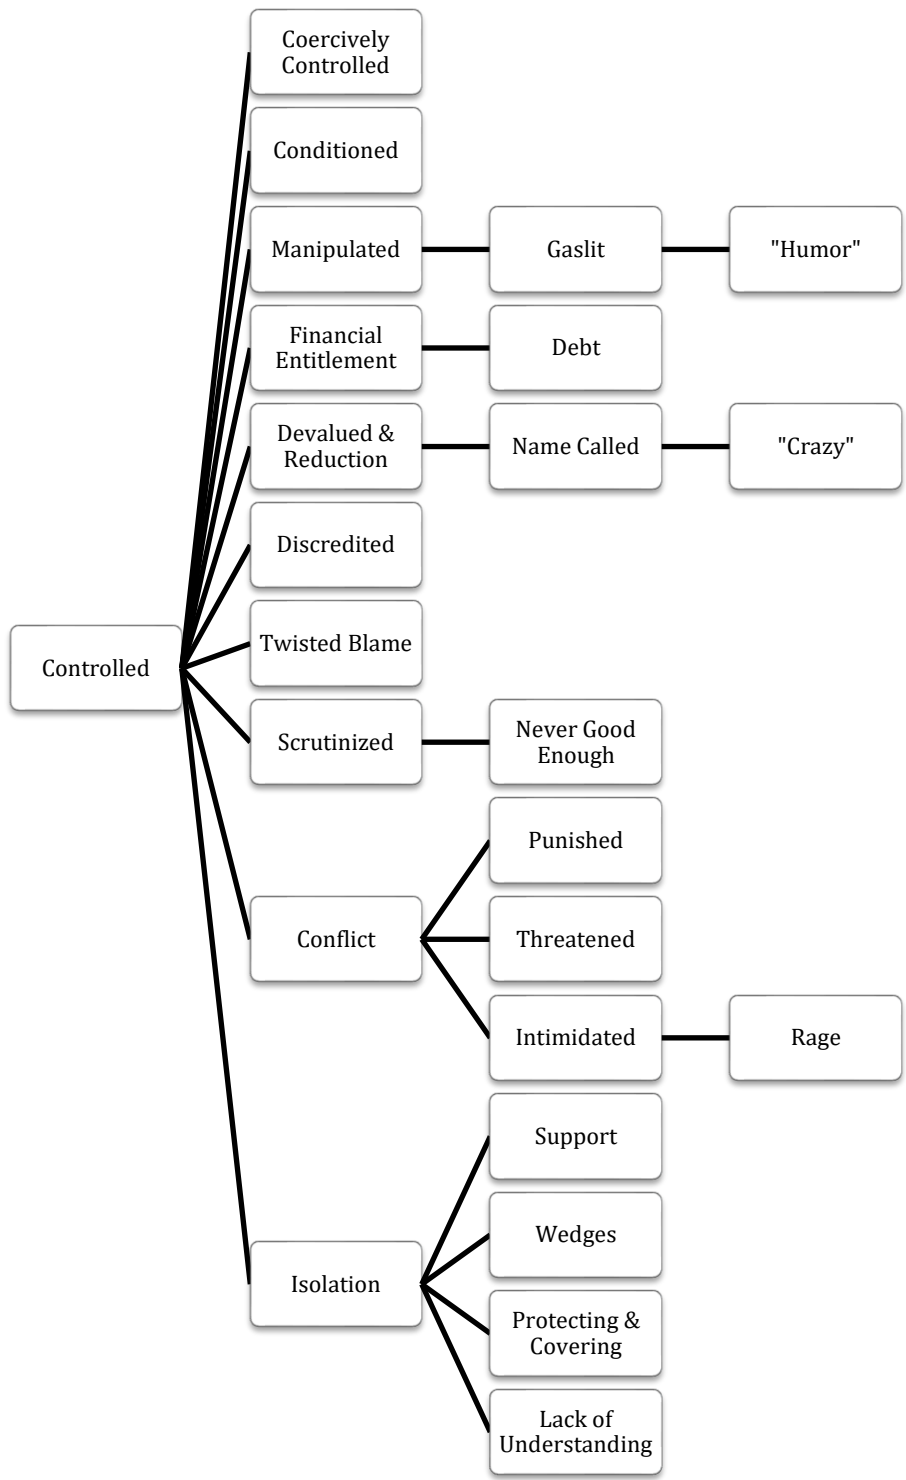 Coercively
Controlled
Conditioned
Manipulated
Gaslit
"Humor"
Financial
Entitlement
Debt
Devalued &
Reduction
Name Called
"Crazy"
Discredited
Controlled
Twisted Blame
Scrutinized
Never Good
Enough
Conflict
Punished
Threatened
Intimidated
Rage
Isolation
Support
Wedges
Protecting &
Covering
Lack of
Understanding